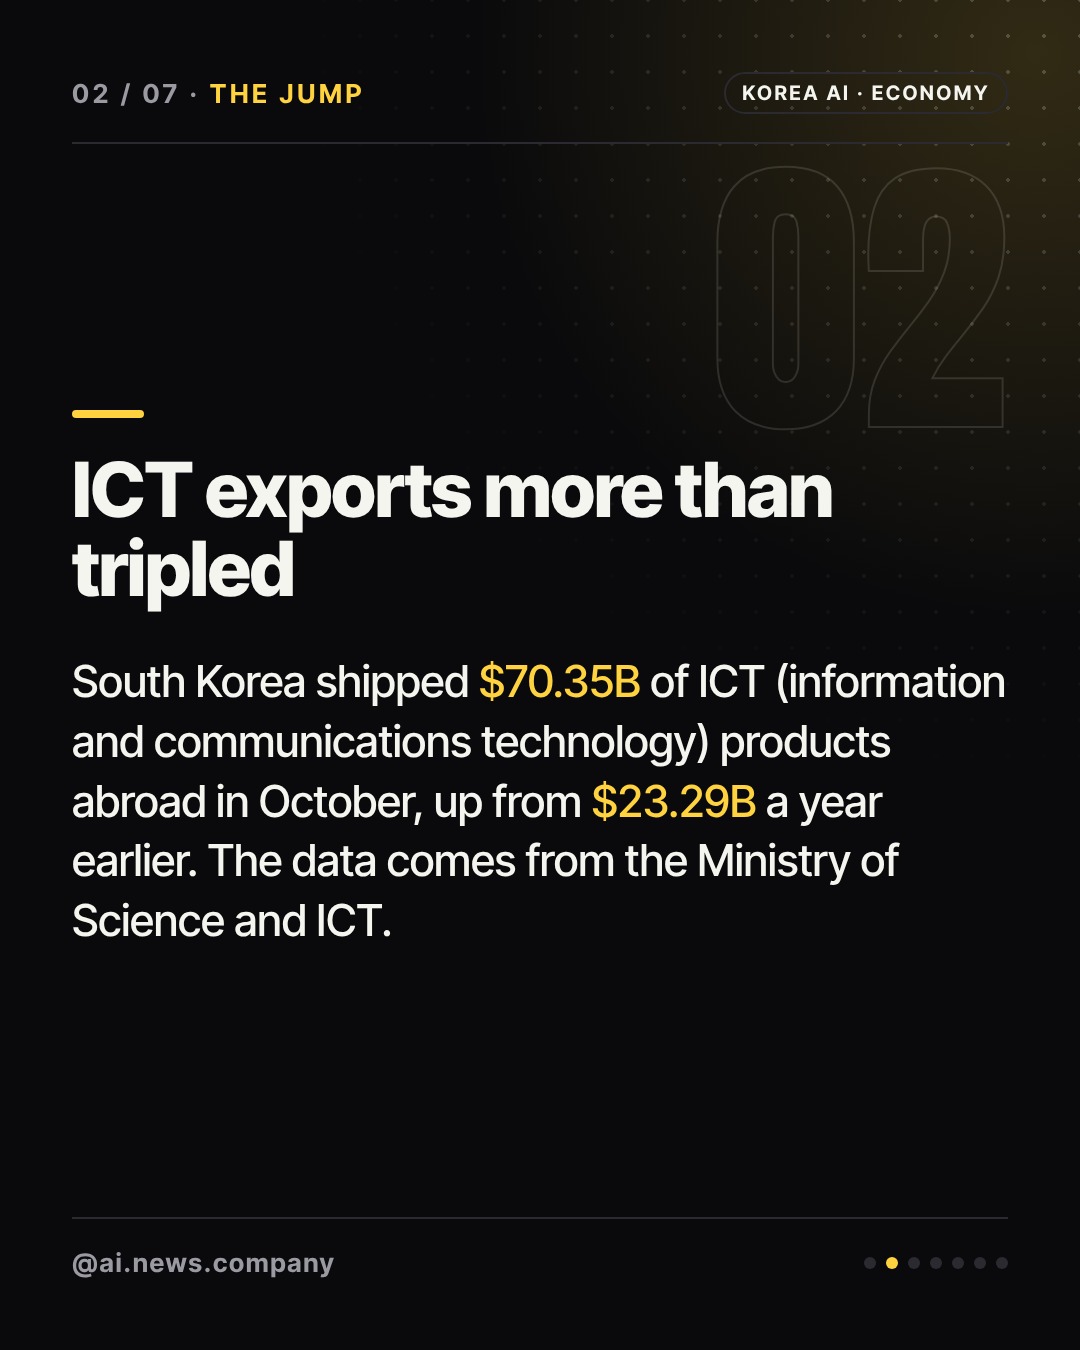 02 / 07 · THE JUMP
KOREA AI · ECONOMY
02
ICT exports more than
tripled
South Korea shipped $70.35B of ICT (information
and communications technology) products
abroad in October, up from $23.29B a year
earlier. The data comes from the Ministry of
Science and ICT.
@ai.news.company